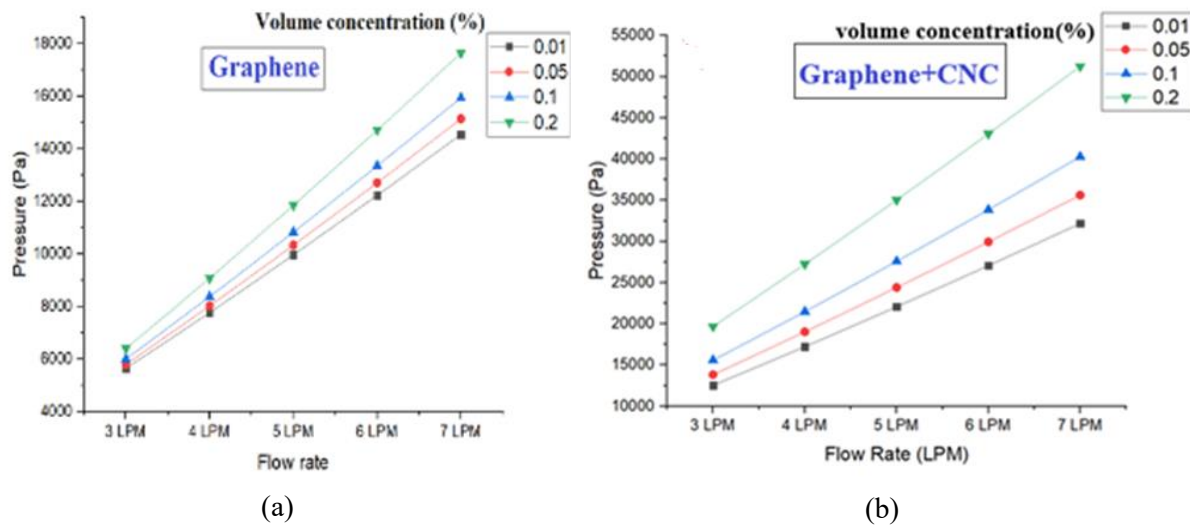 Volume concentration (%)
Graphene
0.01
0.05
0.1
0.2
18000
16000
14000
12000
10000
8000
6000
4000
Pressure (Pa)
3 LPM 4 LPM 5 LPM 6 LPM 7 LPM
Flow rate
(a)
volume concentration(%)
Graphene+CNC
0.01
0.05
0.1
0.2
55000
50000
45000
40000
35000
30000
25000
20000
15000
10000
Pressure (Pa)
3 LPM 4 LPM 5 LPM 6 LPM 7 LPM
Flow Rate (LPM)
(b)